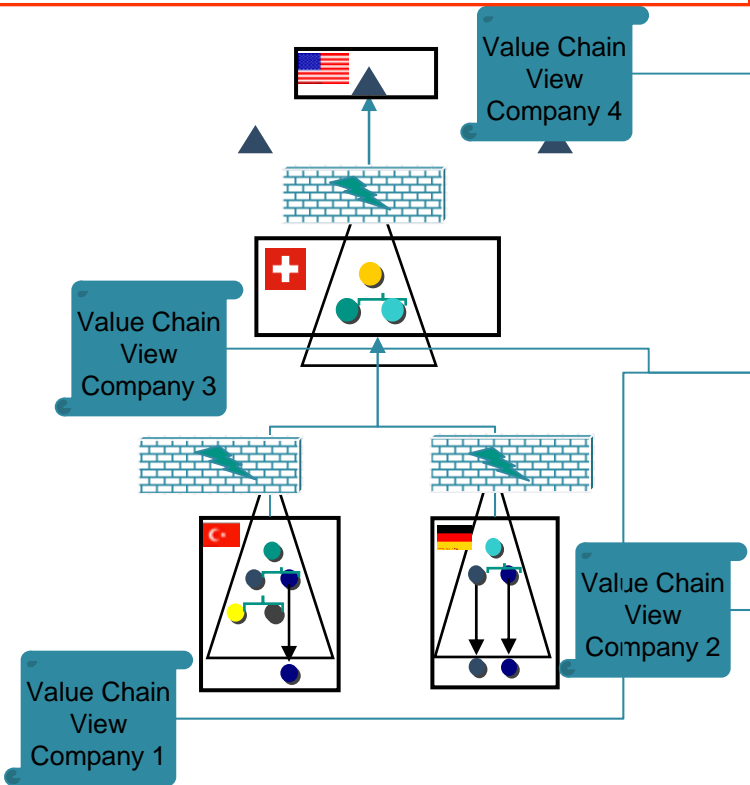 Value Chain
View
Company 4
Value Chain
View
Company 3
Value Chain
View
Company 2
Value Chain
View
Company 1